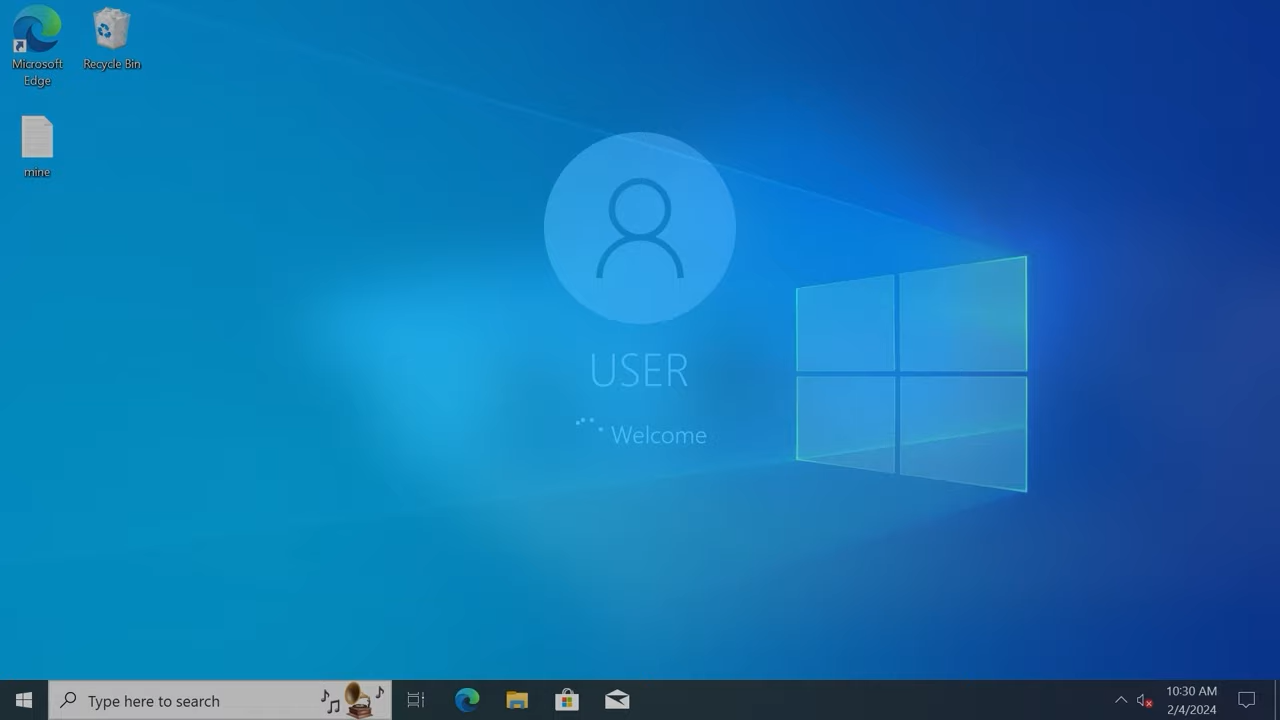 Microsoft
Edge
Recycle Bin
mine
USER
Welcome
Type here to search
10:30 AM
2/4/2024